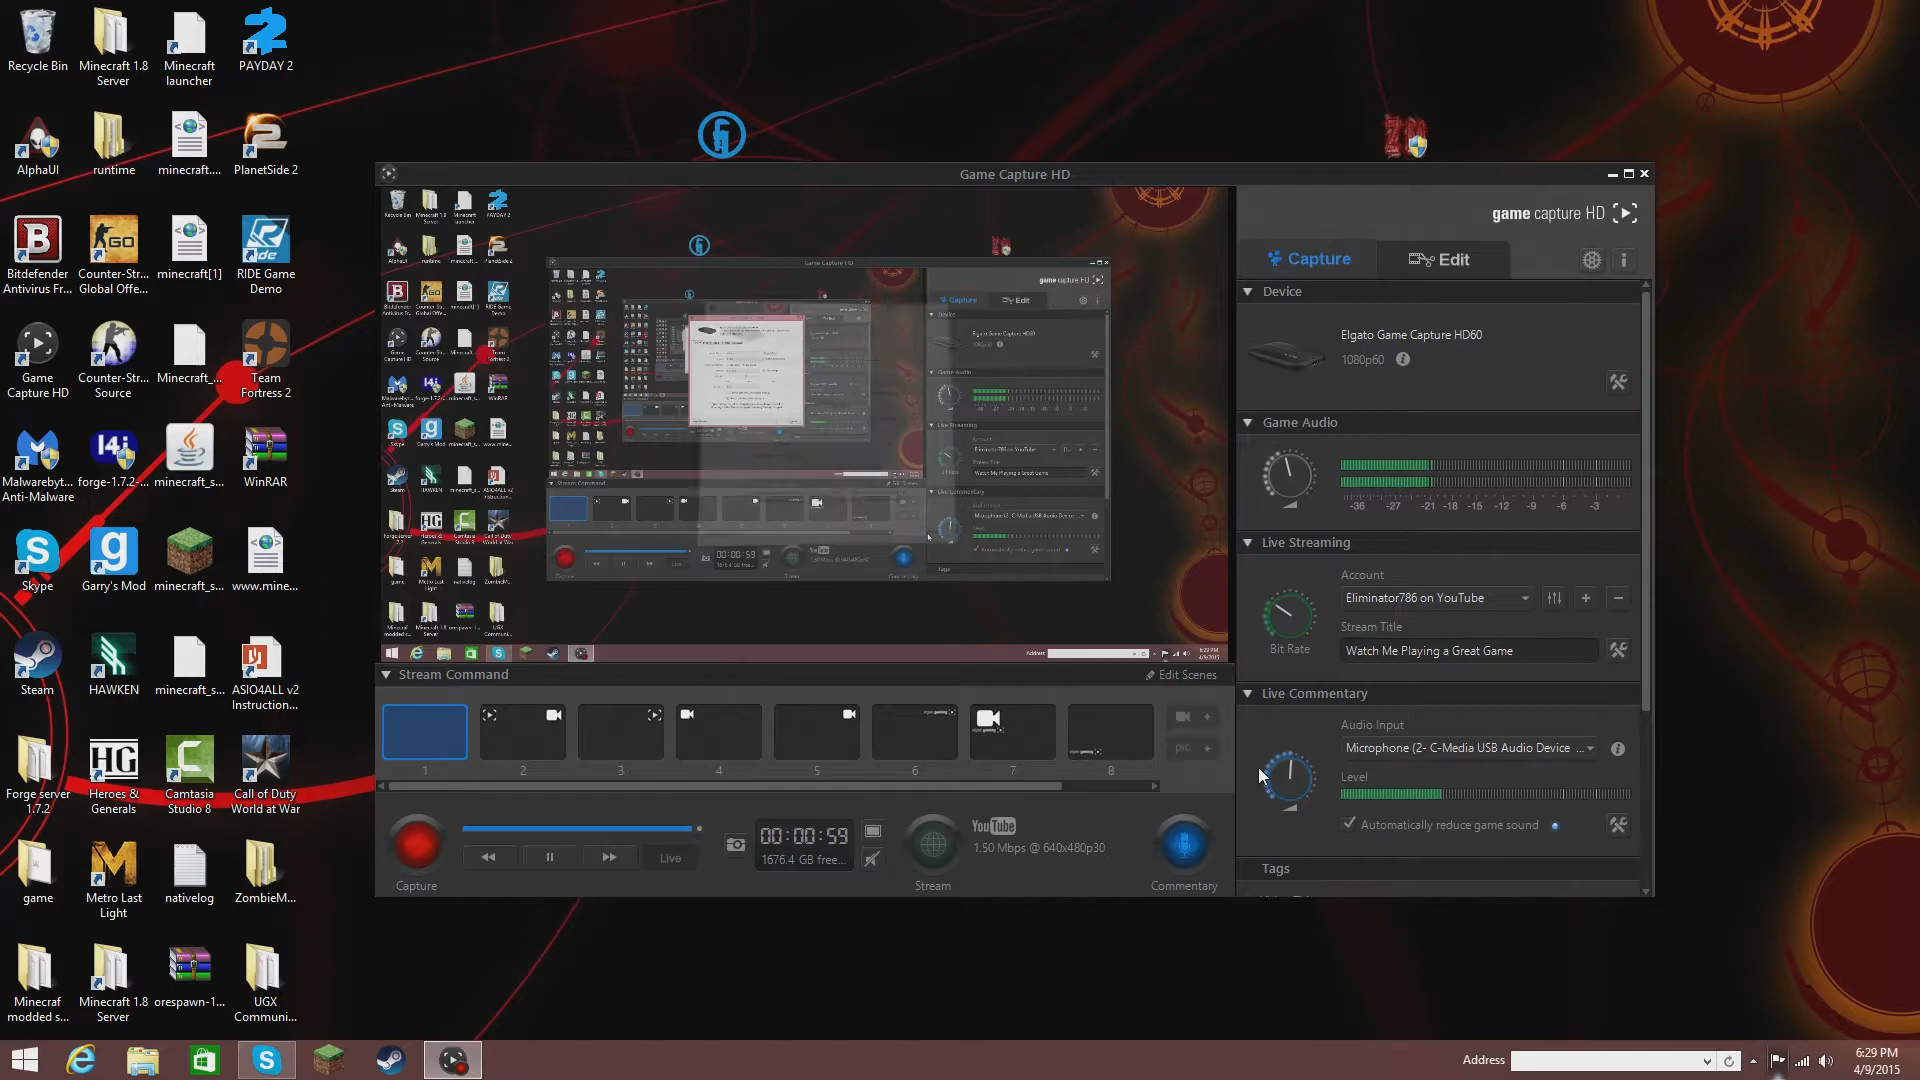 Recycle Bin
Minecraft 1.8
Server
Minecraft
launcher
PAYDAY 2
AlphaUI
runtime
minecraft....
PlanetSide 2
Bitdefender
Antivirus Fr...
Counter-Str...
Global Offe...
minecraft[1]
RIDE Game
Demo
Game
Capture HD
Counter-Str...
Source
Minecraft_...
Team
Fortress 2
Malwarebyt...
Anti-Malware
forge-1.7.2-...
minecraft_s...
WinRAR
Skype
Garry's Mod
minecraft_s...
www.mine...
Steam
HAWKEN
minecraft_s...
ASIO4ALL v2
Instruction...
Forge server
1.7.2
Heroes &
Generals
Camtasia
Studio 8
Call of Duty
World at War
game
Metro Last
Light
nativelog
ZombieM...
Minecraf
modded s...
Minecraft 1.8
Server
orespawn-1...
UGX
Communi...
Game Capture HD
game capture HD
Capture
Edit
Device
Elgato Game Capture HD60
1080p60
Game Audio
-36 -27 -21 -18 -15 -12 -9 -6 -3
Live Streaming
Account
Eliminator786 on YouTube
Stream Title
Bit Rate
Watch Me Playing a Great Game
Live Commentary
Audio Input
Microphone (2- C-Media USB Audio Device ...
Level
Automatically reduce game sound
Tags
Stream Command
Edit Scenes
1 2 3 4 5 6 7 8
pic
00:00:59
1676.4 GB free...
Live
Capture
Stream
YouTube
1.50 Mbps @ 640x480p30
Commentary
Address
6:29 PM
4/9/2015